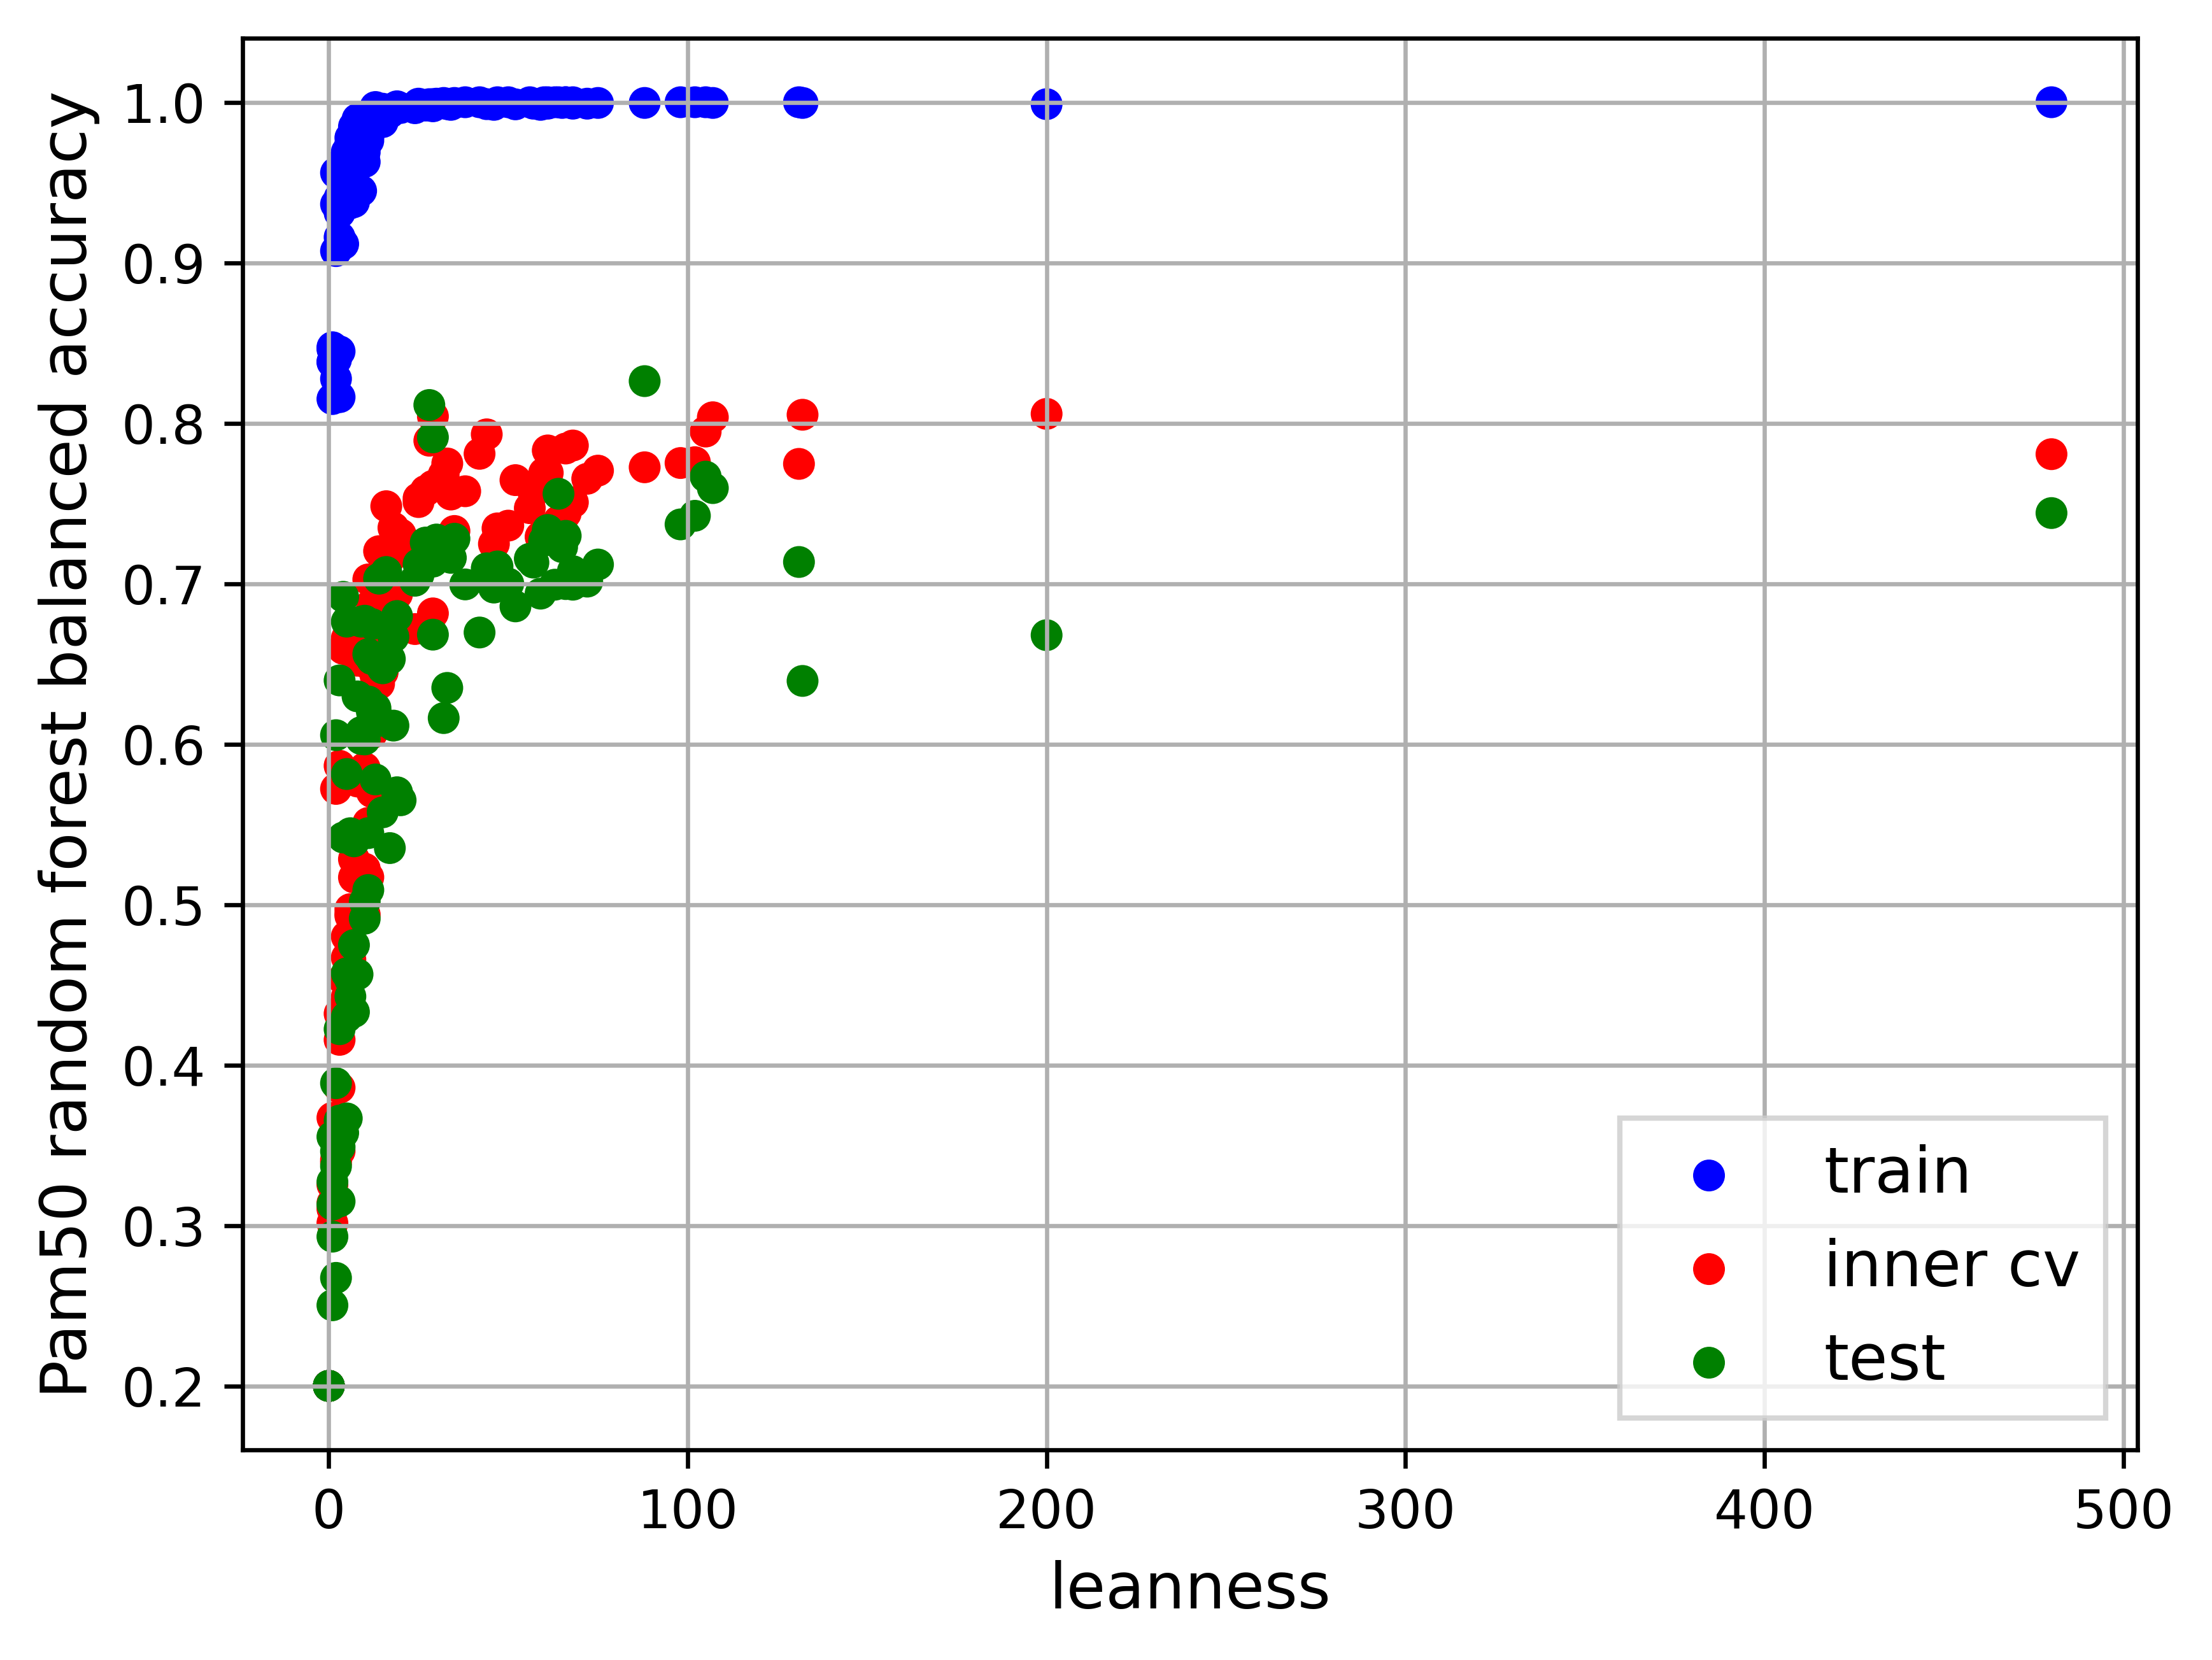 Pam50 random forest balanced accuracy
1.0
0.9
0.8
0.7
0.6
0.5
0.4
0.3
0.2
train
inner cv
test
0 100 200 300 400 500
leanness